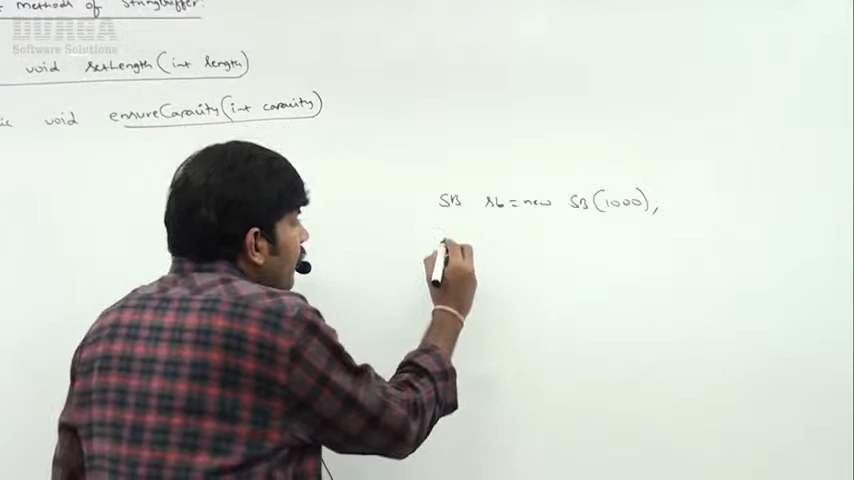 methods of StringBuffer:
DURGA
Software Solutions
void setLength(int length)
ic void ensureCapacity(int capacity)
SB sb = new SB(1000);